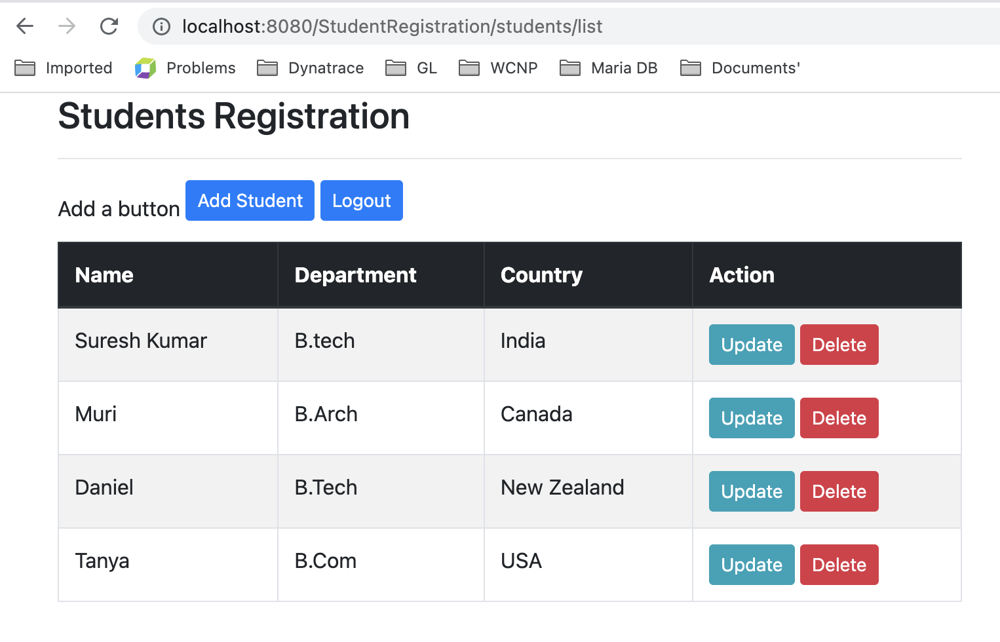 localhost:8080/StudentRegistration/students/list
Imported Problems Dynatrace GL WCNP Maria DB Documents'
Students Registration
Add a button Add Student Logout
Name Department Country Action
Suresh Kumar B.tech India Update Delete
Muri B.Arch Canada Update Delete
Daniel B.Tech New Zealand Update Delete
Tanya B.Com USA Update Delete